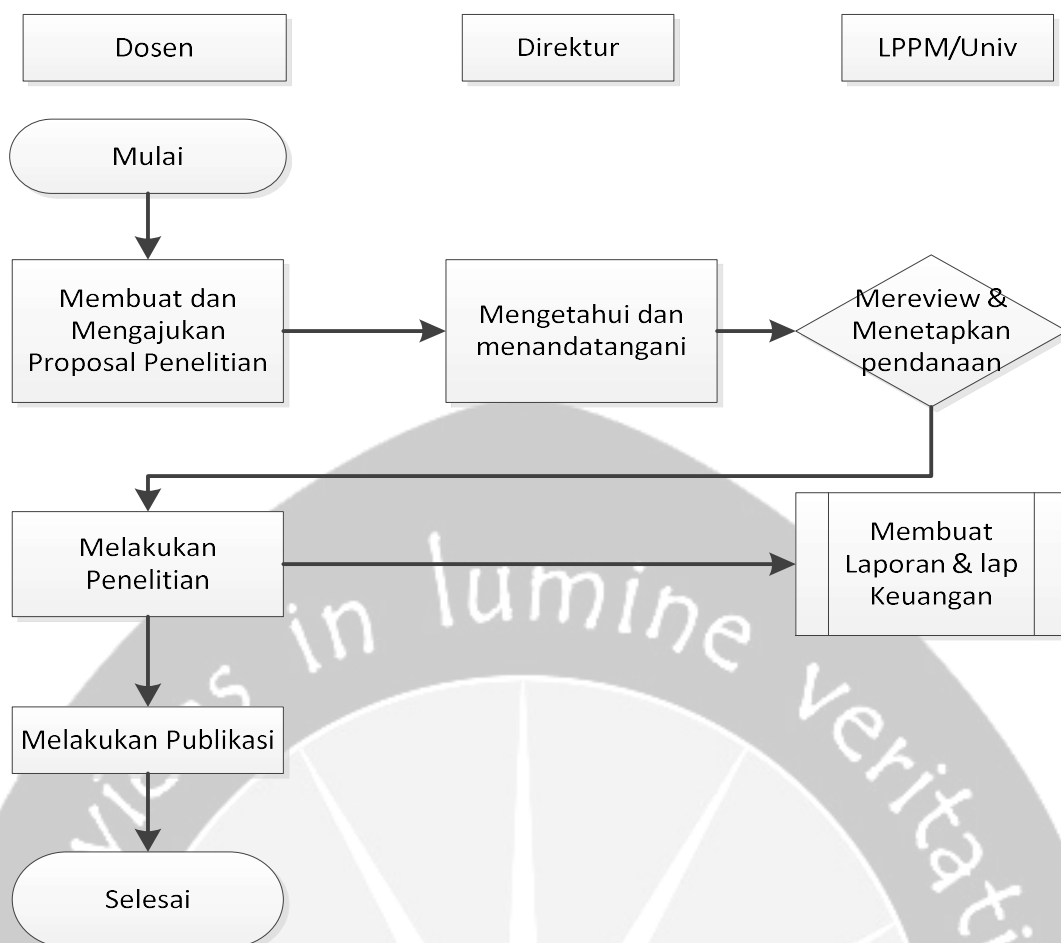 Dosen
Direktur
LPPM/Univ
Mulai
Membuat dan
Mengajukan
Proposal Penelitian
Mengetahui dan
menandatangani
Mereview &
Menetapkan
pendanaan
Melakukan
Penelitian
Membuat
Laporan & lap
Keuangan
Melakukan Publikasi
Selesai
in lumine veritati